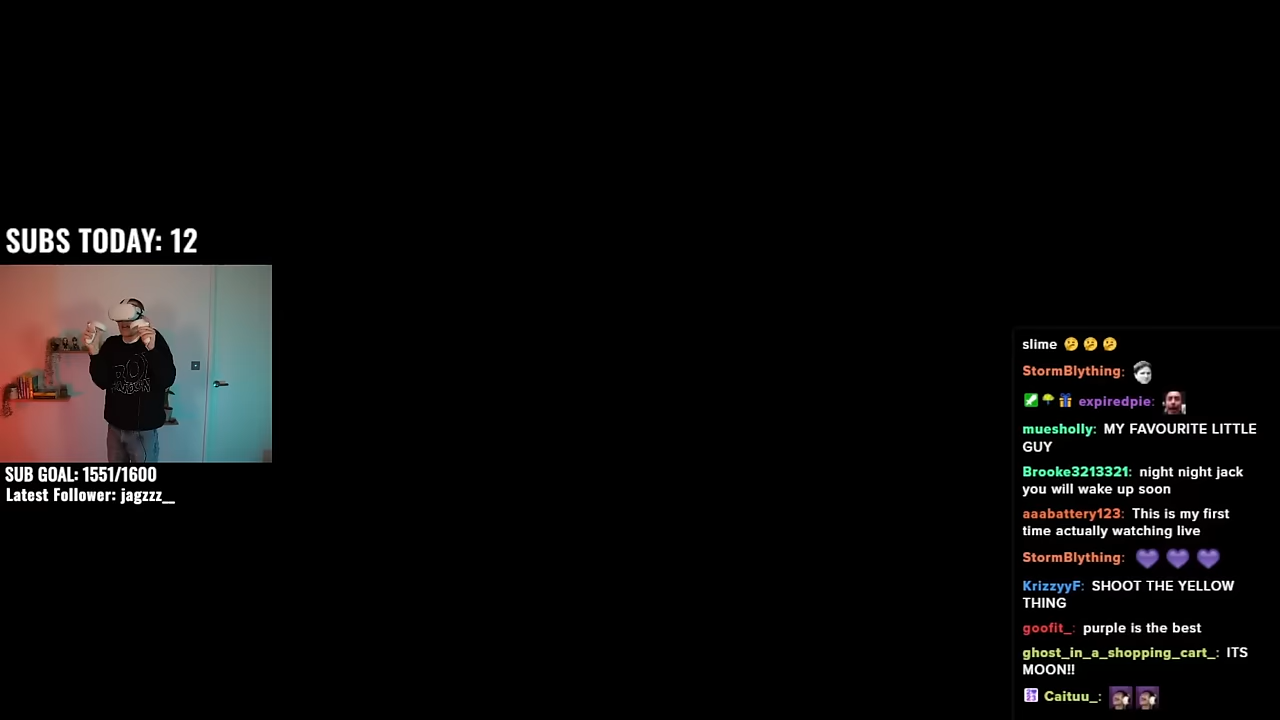 SUBS TODAY: 12
SUB GOAL: 1551/1600
Latest Follower: jagzzz__
slime
StormBlything:
expiredpie:
muesholly: MY FAVOURITE LITTLE
GUY
Brooke3213321: night night jack
you will wake up soon
aaabattery123: This is my first
time actually watching live
StormBlything:
KrizzyyF: SHOOT THE YELLOW
THING
goofit_: purple is the best
ghost_in_a_shopping_cart_: ITS
MOON!!
Caituu_: